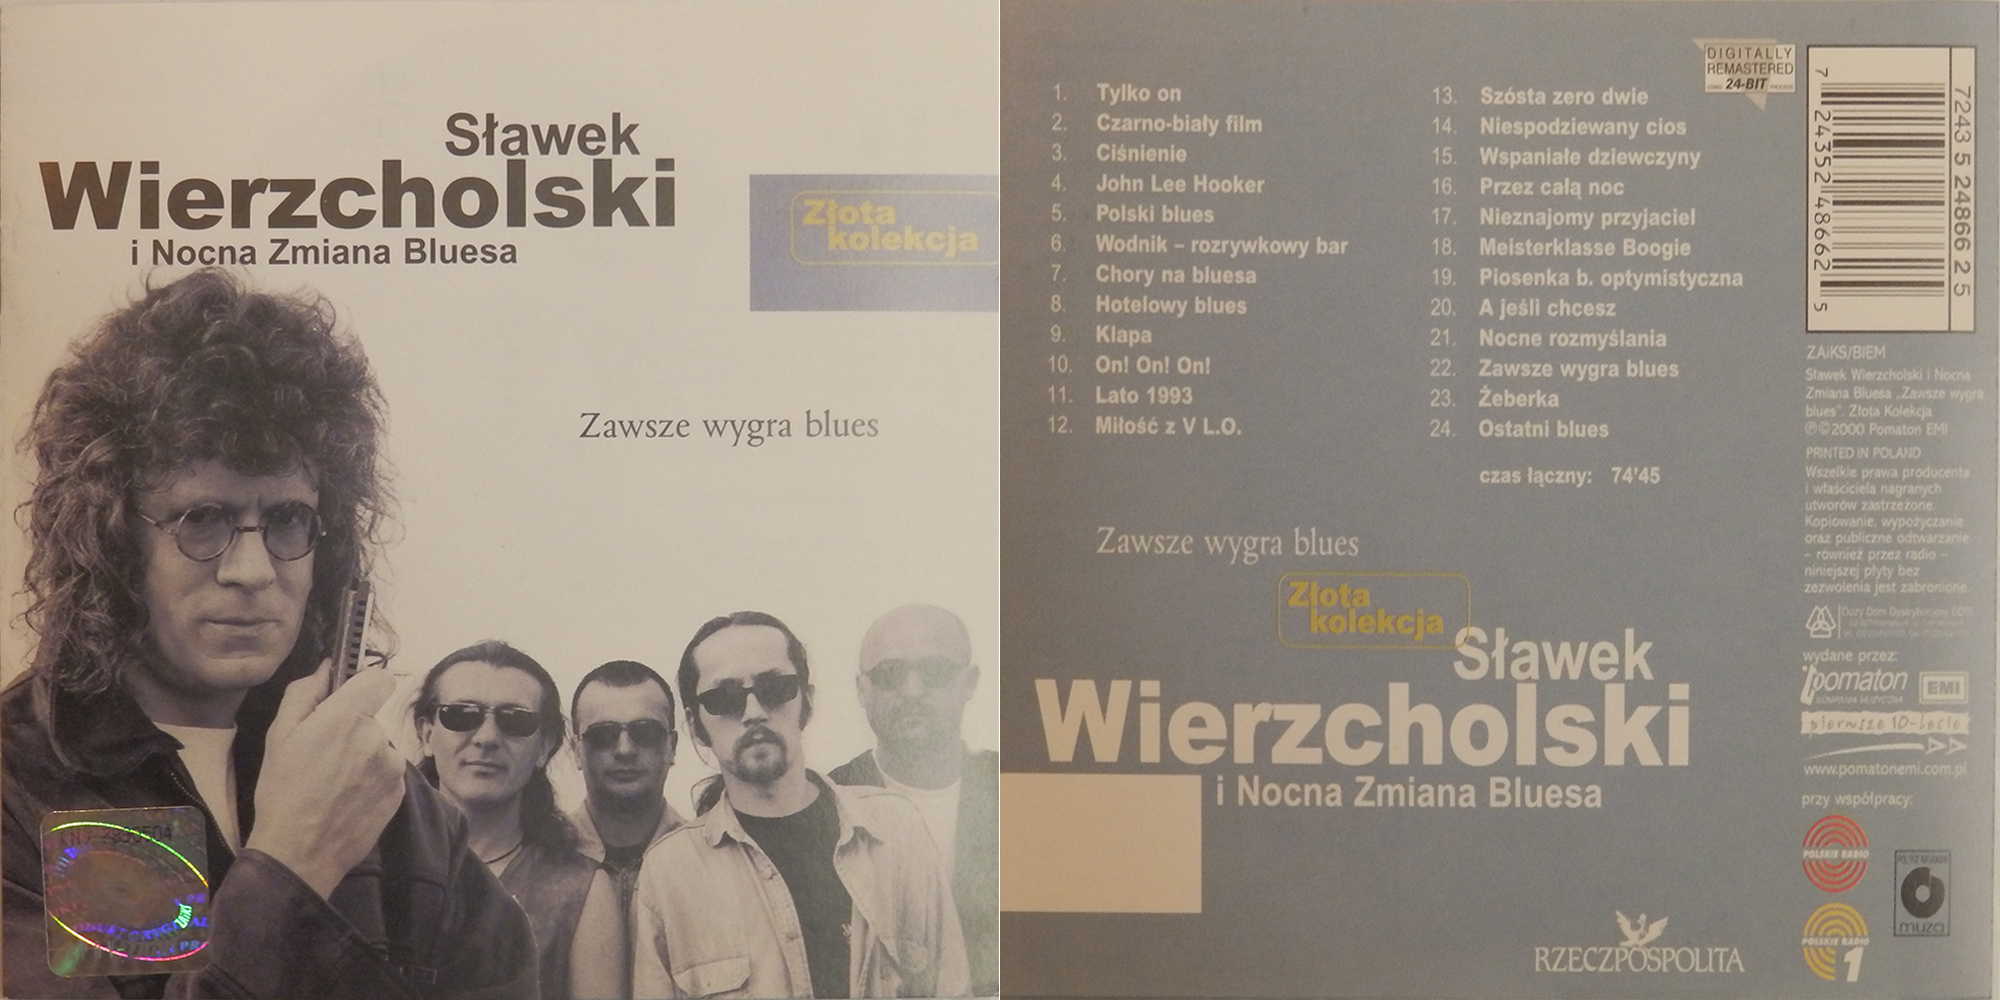 Sławek
Wierzcholski
i Nocna Zmiana Bluesa
Złota
kolekcja
Zawsze wygra blues
1. Tylko on
2. Czarno-biały film
3. Ciśnienie
4. John Lee Hooker
5. Polski blues
6. Wodnik – rozrywkowy bar
7. Chory na bluesa
8. Hotelowy blues
9. Klapa
10. On! On! On!
11. Lato 1993
12. Miłość z V L.O.
13. Szósta zero dwie
14. Niespodziewany cios
15. Wspaniałe dziewczyny
16. Przez całą noc
17. Nieznajomy przyjaciel
18. Meisterklasse Boogie
19. Piosenka b. optymistyczna
20. A jeśli chcesz
21. Nocne rozmyślania
22. Zawsze wygra blues
23. Żeberka
24. Ostatni blues
czas łączny: 74'45
Zawsze wygra blues
Złota
kolekcja
Sławek
Wierzcholski
i Nocna Zmiana Bluesa
RZECZPOSPOLITA
DIGITALLY
REMASTERED
24-BIT
7243 5 24866 2 5
7 24352 48662 5
ZAiKS/BIEM
Sławek Wierzcholski i Nocna
Zmiana Bluesa „Zawsze wygra
blues”. Złota Kolekcja
℗©2000 Pomaton EMI
PRINTED IN POLAND
Wszelkie prawa producenta
i właściciela nagranych
utworów zastrzeżone.
Kopiowanie, wypożyczanie
oraz publiczne odtwarzanie
– również przez radio –
niniejszej płyty bez
zezwolenia jest zabronione.
wydane przez:
pomaton
EMI
pierwsze 10-lecie
www.pomatonemi.com.pl
przy współpracy:
POLSKIE RADIO
muza
POLSKIE RADIO
1